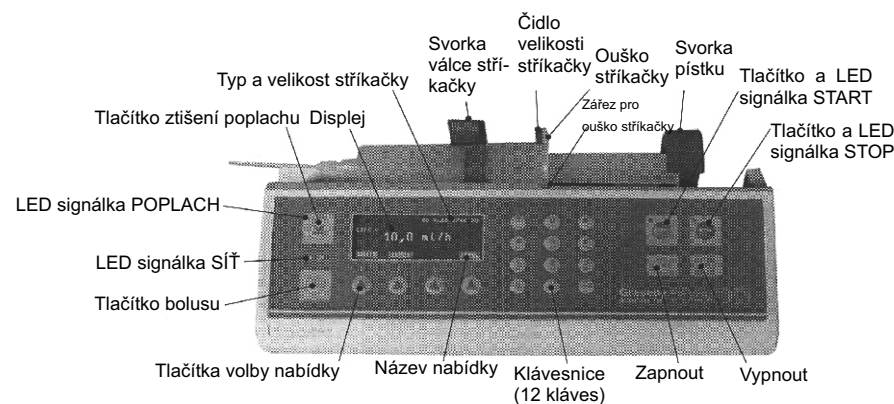 Čidlo
velikosti
stříkačky
Svorka
válce stří-
kačky
Ouško
stříkačky
Svorka
pístku
Typ a velikost stříkačky
Zářez pro
ouško stříkačky
Tlačítko a LED
signálka START
Tlačítko ztišení poplachu
Displej
Tlačítko a LED
signálka STOP
LED signálka POPLACH
10,0 ml/h
LED signálka SÍŤ
Tlačítko bolusu
Tlačítka volby nabídky
Název nabídky
Klávesnice
(12 kláves)
Zapnout
Vypnout